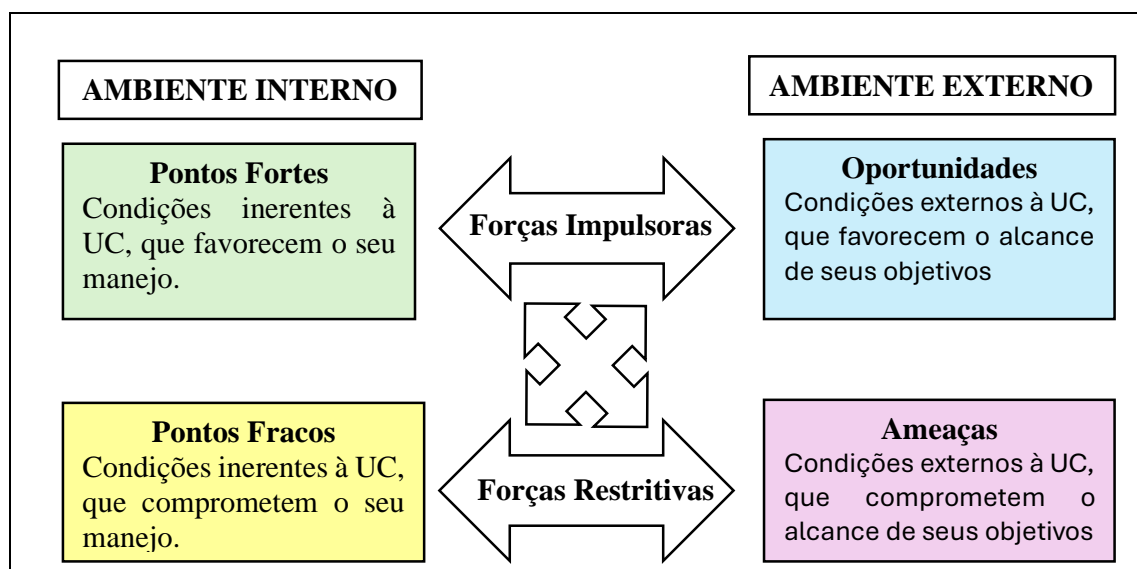 AMBIENTE INTERNO
AMBIENTE EXTERNO
Pontos Fortes
Condições inerentes à
UC, que favorecem o seu
manejo.
Forças Impulsoras
Oportunidades
Condições externos à UC,
que favorecem o alcance
de seus objetivos
Pontos Fracos
Condições inerentes à UC,
que comprometem o seu
manejo.
Forças Restritivas
Ameaças
Condições externos à UC,
que comprometem o
alcance de seus objetivos